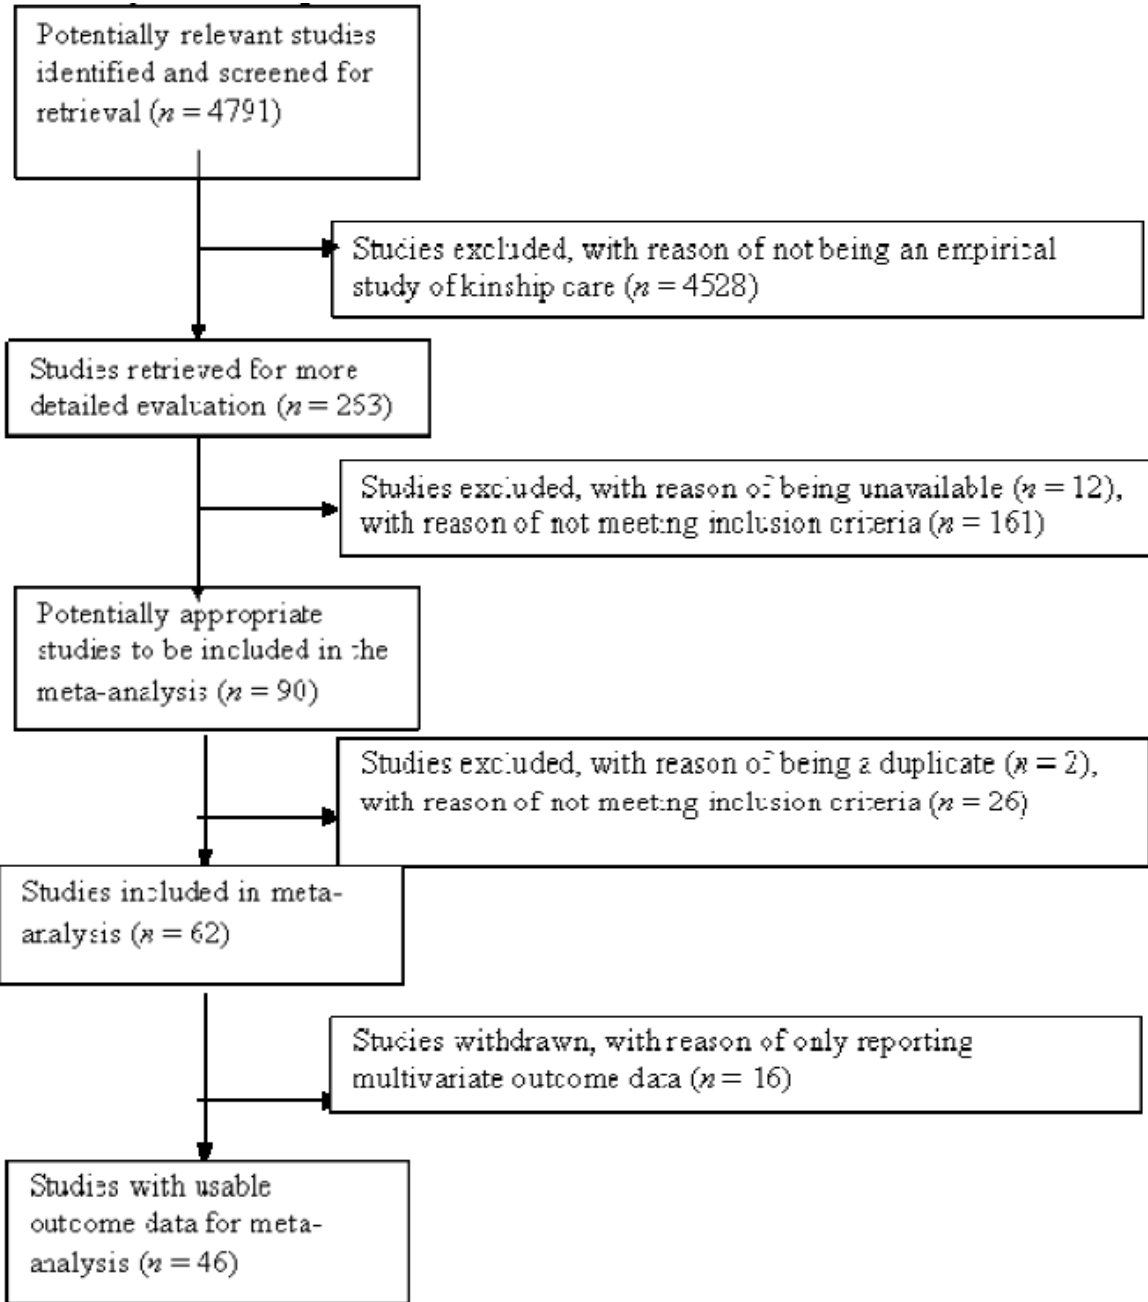 Potentially relevant studies
identified and screened for
retrieval (n = 4791)
Studies excluded, with reason of not being an empirical
study of kinship care (n = 4528)
Studies retrieved for more
detailed evaluation (n = 263)
Studies excluded, with reason of being unavailable (n = 12),
with reason of not meeting inclusion criteria (n = 161)
Potentially appropriate
studies to be included in the
meta-analysis (n = 90)
Studies excluded, with reason of being a duplicate (n = 2),
with reason of not meeting inclusion criteria (n = 26)
Studies included in meta-
analysis (n = 62)
Studies withdrawn, with reason of only reporting
multivariate outcome data (n = 16)
Studies with usable
outcome data for meta-
analysis (n = 46)